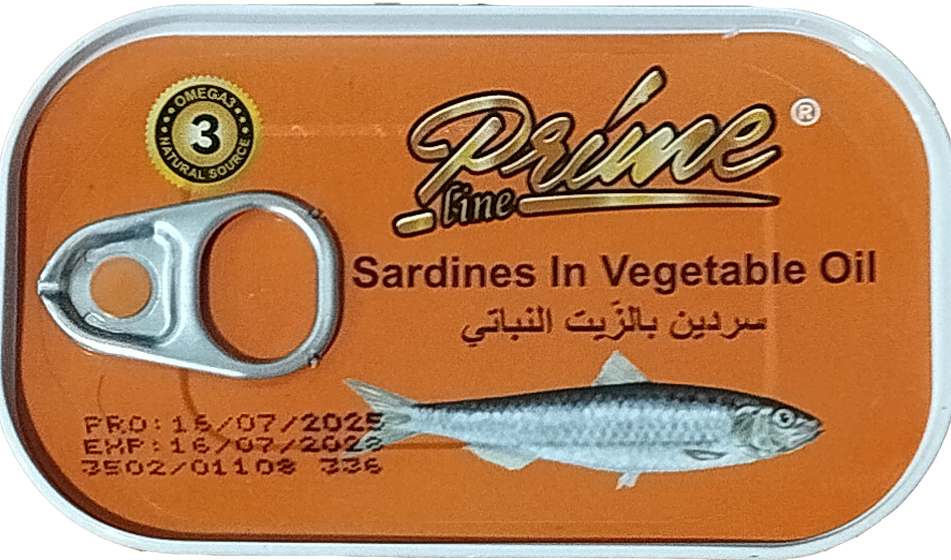 OMEGA3
3
NATURAL SOURCE
Prime ®
line
Sardines In Vegetable Oil
سردين بالزّيت النباتي
PRO:16/07/2025
EXP:16/07/2028
3502/01108 336